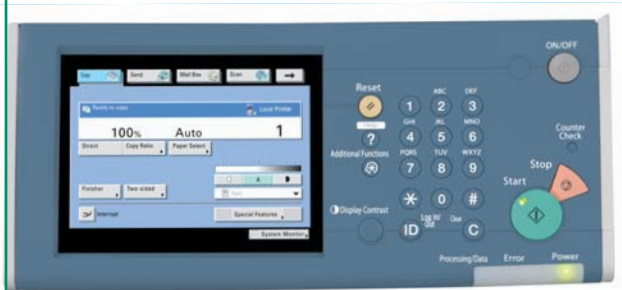 ON/OFF
Copy Send Mail Box Scan
Ready to copy. Local Printer
100% Auto 1
Direct Copy Ratio Paper Select
A
Text
Finisher Two-sided
Interrupt Special Features
System Monitor
Reset
Help
?
Additional Functions
1 ABC 2 DEF 3
GHI 4 JKL 5 MNO 6
PQRS 7 TUV 8 WXYZ 9
0 #
Display Contrast
ID Log In/Out Clear C
Counter Check
Stop
Start
Processing/Data Error Power